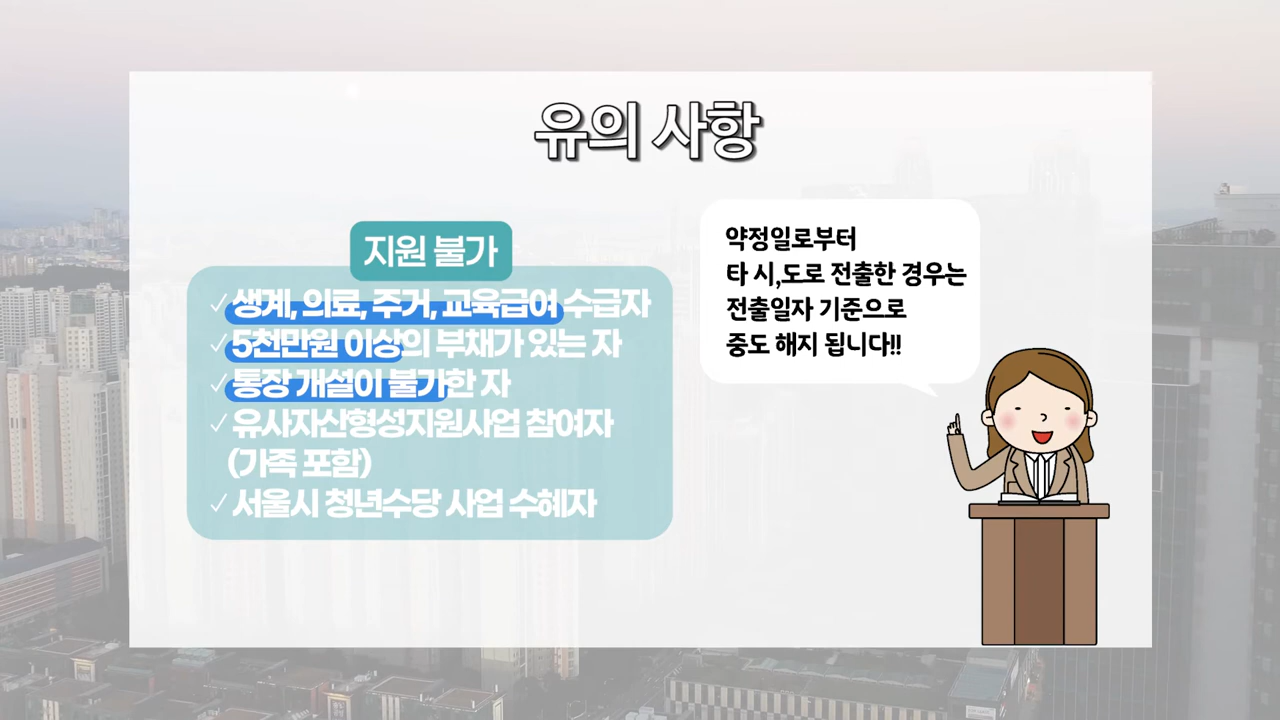 유의 사항
지원 불가
✓ 생계, 의료, 주거, 교육급여 수급자
✓ 5천만원 이상의 부채가 있는 자
✓ 통장 개설이 불가한 자
✓ 유사자산형성지원사업 참여자
(가족 포함)
✓ 서울시 청년수당 사업 수혜자
약정일로부터
타 시,도로 전출한 경우는
전출일자 기준으로
중도 해지 됩니다!!